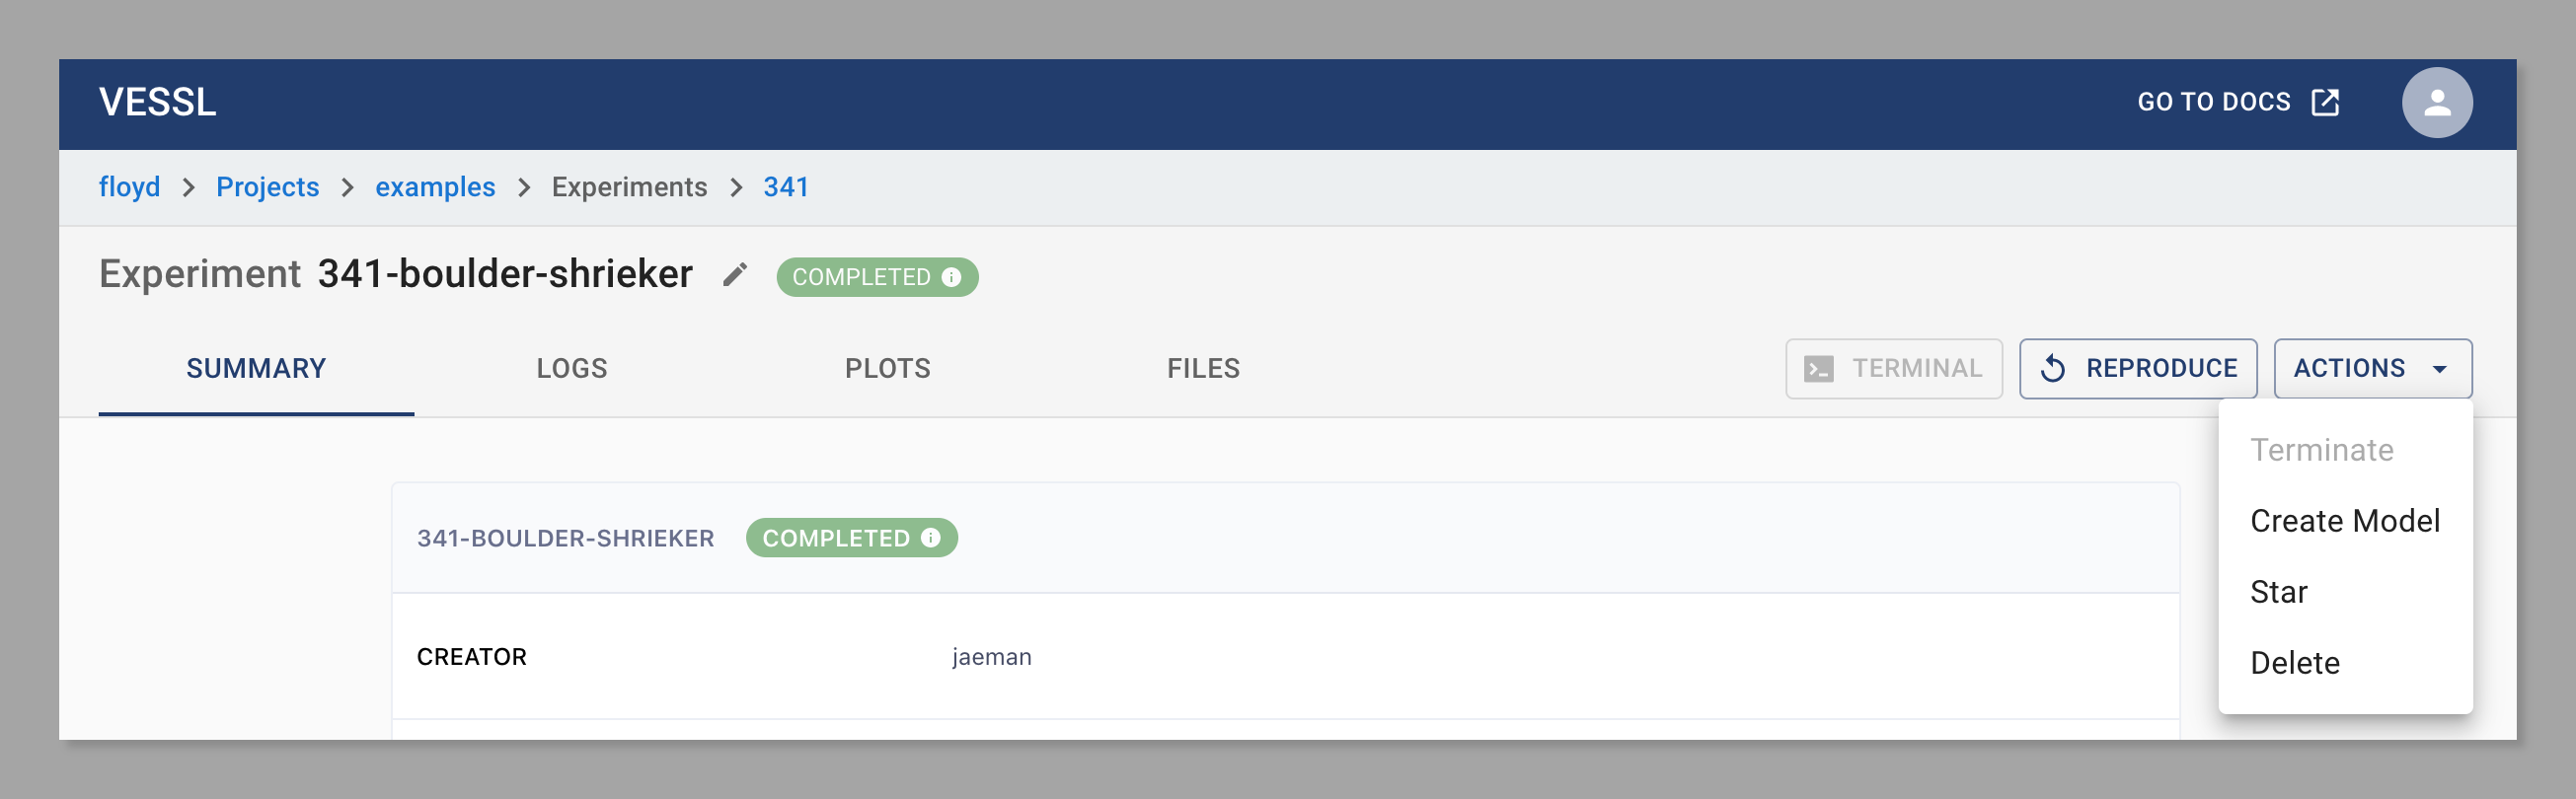 VESSL
GO TO DOCS
floyd > Projects > examples > Experiments > 341
Experiment 341-boulder-shrieker COMPLETED
SUMMARY LOGS PLOTS FILES TERMINAL REPRODUCE ACTIONS
Terminate
Create Model
Star
Delete
341-BOULDER-SHRIEKER COMPLETED
CREATOR jaeman